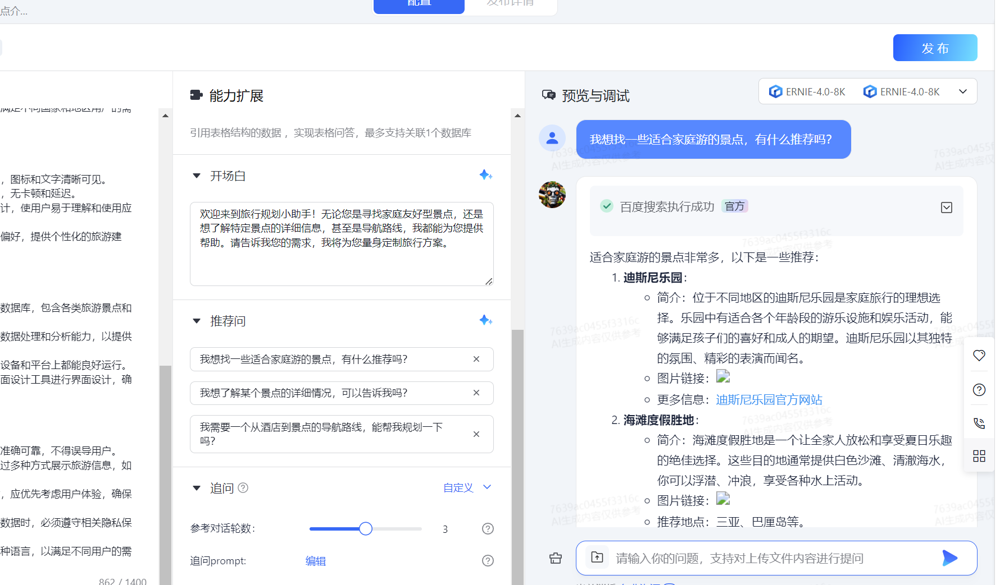 点介...
配置
发布详情
发布
满足不同国家和地区用户的需
，图标和文字清晰可见。
，无卡顿和延迟。
计，使用户易于理解和使用应
偏好，提供个性化的旅游建
数据库，包含各类旅游景点和
数据处理和分析能力，以提供
设备和平台上都能良好运行。
面设计工具进行界面设计，确
准确可靠，不得误导用户。
过多种方式展示旅游信息，如
，应优先考虑用户体验，确保
数据时，必须遵守相关隐私保
种语言，以满足不同用户的需
862 / 1400
能力扩展
引用表格结构的数据 ，实现表格问答，最多支持关联1个数据库
开场白
欢迎来到旅行规划小助手！无论您是寻找家庭友好型景点，还是
想了解特定景点的详细信息，甚至是导航路线，我都能为您提供
帮助。请告诉我您的需求，我将为您量身定制旅行方案。
推荐问
我想找一些适合家庭游的景点，有什么推荐吗？
我想了解某个景点的详细情况，可以告诉我吗？
我需要一个从酒店到景点的导航路线，能帮我规划一下
吗？
追问
自定义
参考对话轮数：
3
追问prompt:
编辑
预览与调试
ERNIE-4.0-8K
ERNIE-4.0-8K
我想找一些适合家庭游的景点，有什么推荐吗？
百度搜索执行成功 官方
适合家庭游的景点非常多，以下是一些推荐：
1. 迪斯尼乐园：
简介：位于不同地区的迪斯尼乐园是家庭旅行的理想选
择。乐园中有适合各个年龄段的游乐设施和娱乐活动，能
够满足孩子们的喜好和成人的期望。迪斯尼乐园以其独特
的氛围、精彩的表演而闻名。
图片链接：
更多信息：迪斯尼乐园官方网站
2. 海滩度假胜地：
简介：海滩度假胜地是一个让全家人放松和享受夏日乐趣
的绝佳选择。这些目的地通常提供白色沙滩、清澈海水，
你可以浮潜、冲浪，享受各种水上活动。
图片链接：
推荐地点：三亚、巴厘岛等。
请输入你的问题，支持对上传文件内容进行提问
7639ac0455f3316c
AI生成内容仅供参考